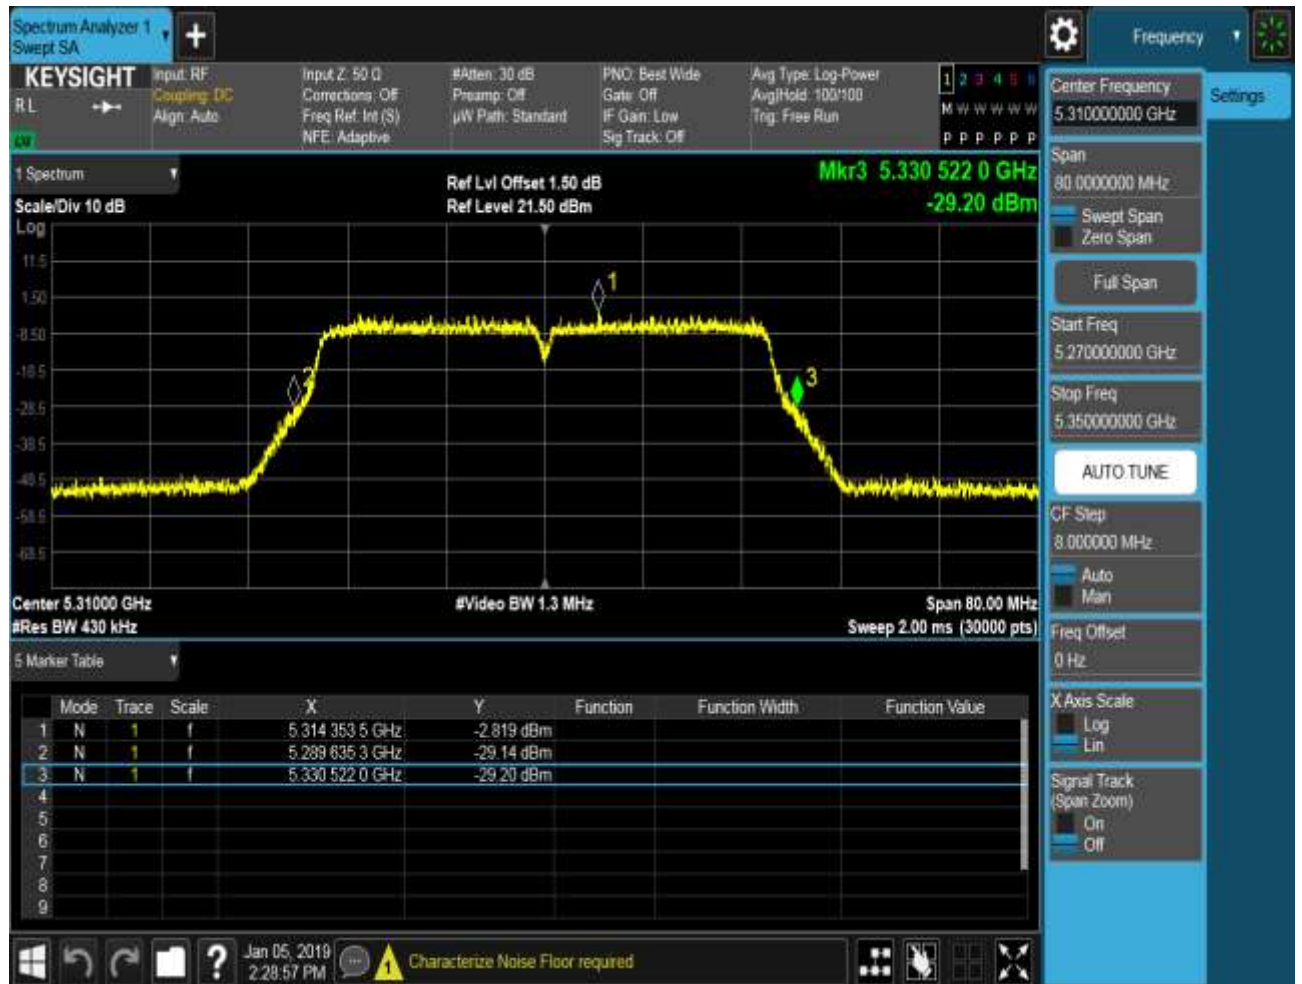 Spectrum Analyzer 1
Swept SA
Frequency
KEYSIGHT
R L
Input: RF
Coupling: DC
Align: Auto
Input Z: 50 Ω
Corrections: Off
Freq Ref: Int (S)
NFE: Adaptive
#Atten: 30 dB
Preamp: Off
µW Path: Standard
PNO: Best Wide
Gate: Off
IF Gain: Low
Sig Track: Off
Avg Type: Log-Power
Avg|Hold: 100/100
Trig: Free Run
1 2 3 4 5 6
M W W W W W
P P P P P P
1 Spectrum
Scale/Div 10 dB
Ref Lvl Offset 1.50 dB
Ref Level 21.50 dBm
Mkr3 5.330 522 0 GHz
-29.20 dBm
Log
11.5
1.50
-8.50
-18.5
-28.5
-38.5
-48.5
-58.5
-68.5
1
2
3
Center 5.31000 GHz
#Res BW 430 kHz
#Video BW 1.3 MHz
Span 80.00 MHz
Sweep 2.00 ms (30000 pts)
5 Marker Table
Mode Trace Scale X Y Function Function Width Function Value
1 N 1 f 5.314 353 5 GHz -2.819 dBm
2 N 1 f 5.289 635 3 GHz -29.14 dBm
3 N 1 f 5.330 522 0 GHz -29.20 dBm
4
5
6
7
8
9
Center Frequency
5.310000000 GHz
Settings
Span
80.0000000 MHz
Swept Span
Zero Span
Full Span
Start Freq
5.270000000 GHz
Stop Freq
5.350000000 GHz
AUTO TUNE
CF Step
8.000000 MHz
Auto
Man
Freq Offset
0 Hz
X Axis Scale
Log
Lin
Signal Track
(Span Zoom)
On
Off
?
Jan 05, 2019
2:28:57 PM
1
Characterize Noise Floor required